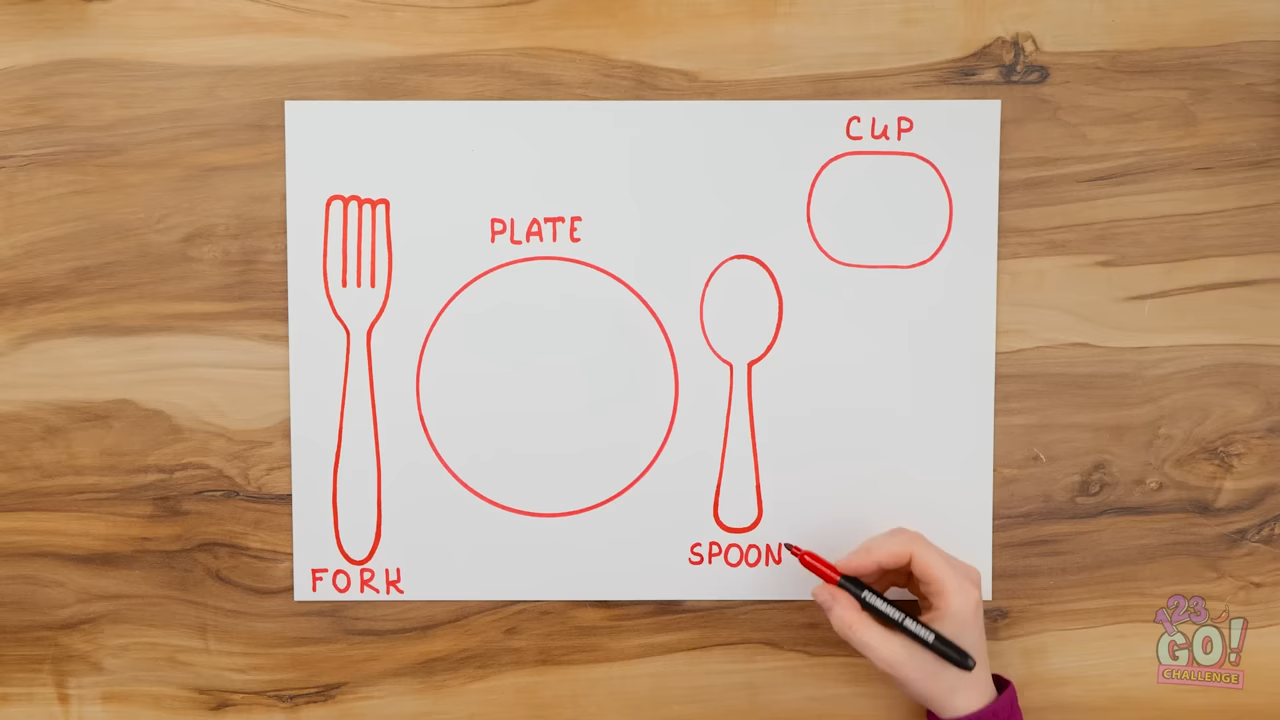 CUP
PLATE
SPOON
FORK
PERMANENT MARKER
123
GO!
CHALLENGE